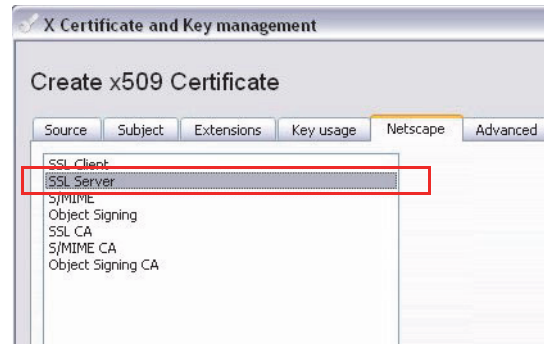 X Certificate and Key management
Create x509 Certificate
Source Subject Extensions Key usage Netscape Advanced
SSL Client
SSL Server
S/MIME
Object Signing
SSL CA
S/MIME CA
Object Signing CA